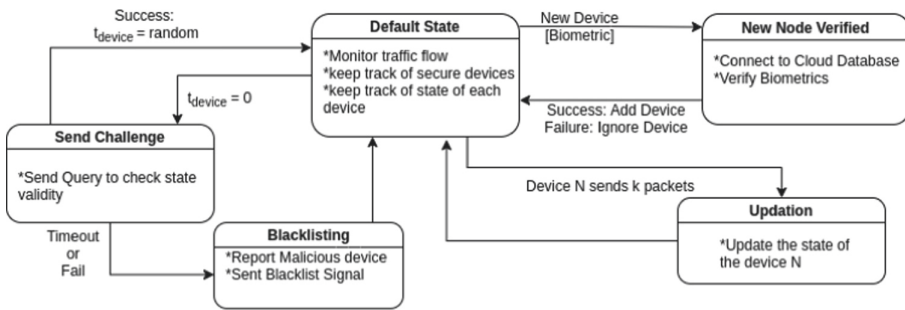 Success:
t_device = random
Default State
*Monitor traffic flow
*keep track of secure devices
*keep track of state of each
device
New Device
[Biometric]
New Node Verified
*Connect to Cloud Database
*Verify Biometrics
t_device = 0
Success: Add Device
Failure: Ignore Device
Send Challenge
*Send Query to check state
validity
Device N sends k packets
Updation
*Update the state of
the device N
Timeout
or
Fail
Blacklisting
*Report Malicious device
*Sent Blacklist Signal